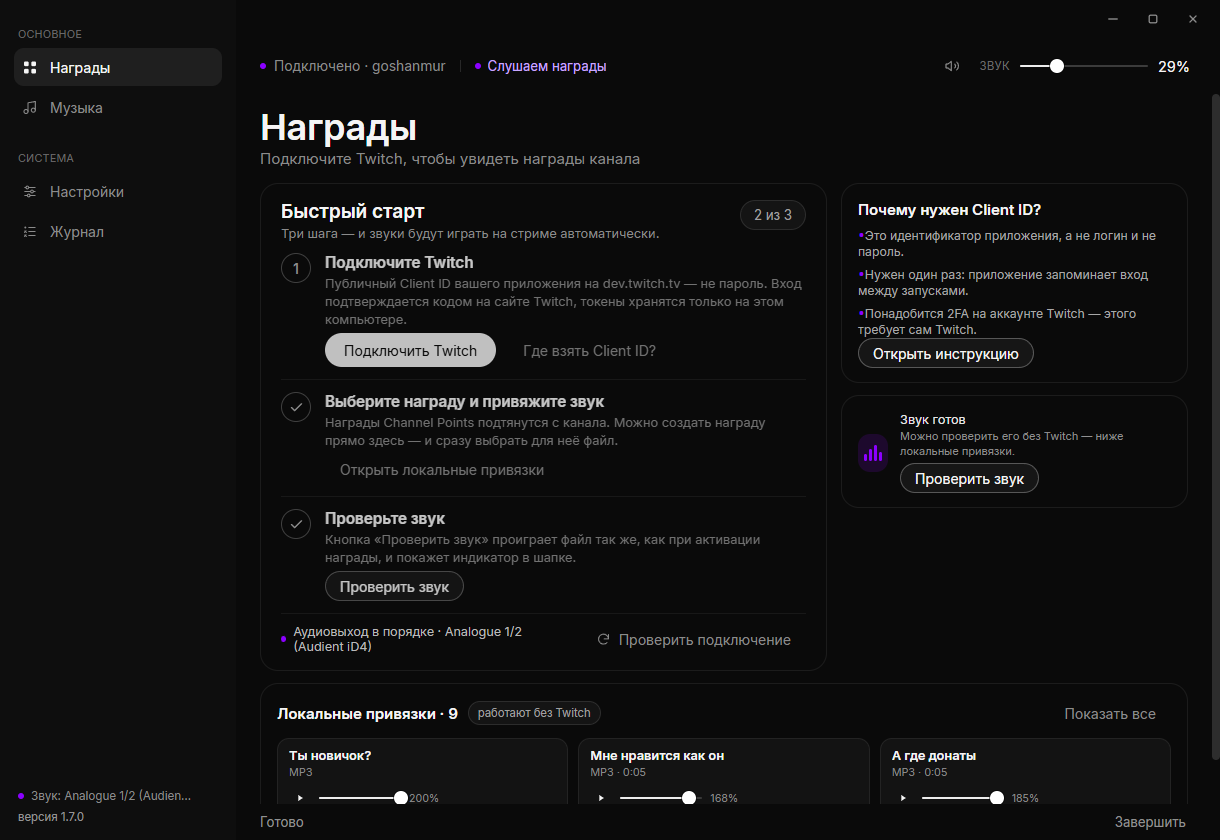 ОСНОВНОЕ
Награды
Музыка
СИСТЕМА
Настройки
Журнал
Звук: Analogue 1/2 (Audien...
версия 1.7.0
Подключено · goshanmur
Слушаем награды
ЗВУК
29%
Награды
Подключите Twitch, чтобы увидеть награды канала
Быстрый старт
2 из 3
Три шага — и звуки будут играть на стриме автоматически.
1
Подключите Twitch
Публичный Client ID вашего приложения на dev.twitch.tv — не пароль. Вход
подтверждается кодом на сайте Twitch, токены хранятся только на этом
компьютере.
Подключить Twitch
Где взять Client ID?
Выберите награду и привяжите звук
Награды Channel Points подтянутся с канала. Можно создать награду
прямо здесь — и сразу выбрать для неё файл.
Открыть локальные привязки
Проверьте звук
Кнопка «Проверить звук» проиграет файл так же, как при активации
награды, и покажет индикатор в шапке.
Проверить звук
Аудиовыход в порядке · Analogue 1/2
(Audient iD4)
Проверить подключение
Почему нужен Client ID?
•Это идентификатор приложения, а не логин и не
пароль.
•Нужен один раз: приложение запоминает вход
между запусками.
•Понадобится 2FA на аккаунте Twitch — этого
требует сам Twitch.
Открыть инструкцию
Звук готов
Можно проверить его без Twitch — ниже
локальные привязки.
Проверить звук
Локальные привязки · 9
работают без Twitch
Показать все
Ты новичок?
MP3
200%
Мне нравится как он
MP3 · 0:05
168%
А где донаты
MP3 · 0:05
185%
Готово
Завершить